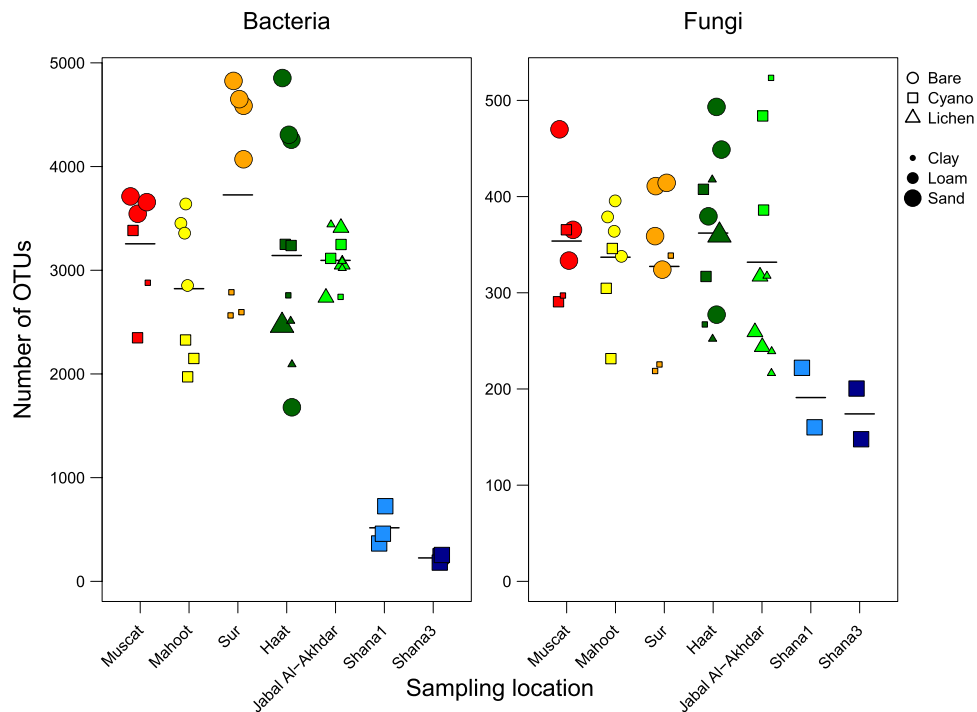 Bacteria
Fungi
Number of OTUs
5000
4000
3000
2000
1000
0
500
400
300
200
100
0
Bare
Cyano
Lichen
Clay
Loam
Sand
Muscat
Mahoot
Sur
Haat
Jabal Al−Akhdar
Shana1
Shana3
Muscat
Mahoot
Sur
Haat
Jabal Al−Akhdar
Shana1
Shana3
Sampling location